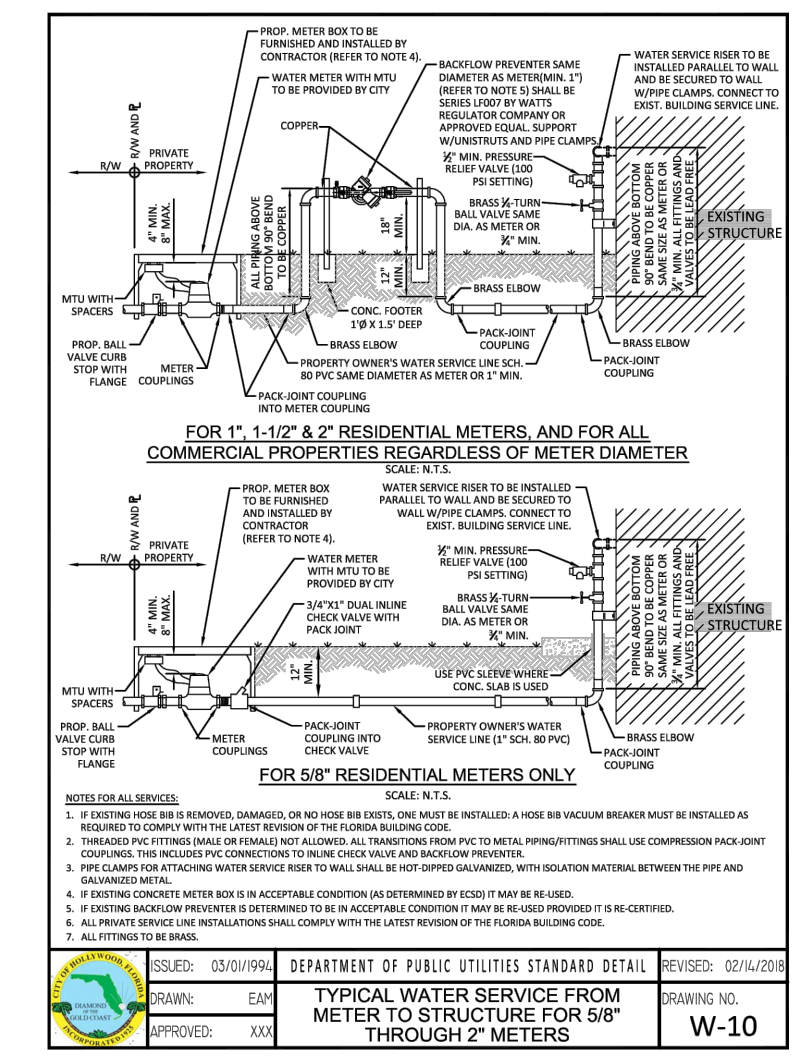 PROP. METER BOX TO BE
FURNISHED AND INSTALLED BY
CONTRACTOR (REFER TO NOTE 4).
WATER METER WITH MTU
TO BE PROVIDED BY CITY
COPPER
BACKFLOW PREVENTER SAME
DIAMETER AS METER(MIN. 1")
(REFER TO NOTE 5) SHALL BE
SERIES LF007 BY WATTS
REGULATOR COMPANY OR
APPROVED EQUAL. SUPPORT
W/UNISTRUTS AND PIPE CLAMPS.
WATER SERVICE RISER TO BE
INSTALLED PARALLEL TO WALL
AND BE SECURED TO WALL
W/PIPE CLAMPS. CONNECT TO
EXIST. BUILDING SERVICE LINE.
R/W AND PL
R/W
PRIVATE
PROPERTY
4" MIN.
8" MAX.
½" MIN. PRESSURE
RELIEF VALVE (100
PSI SETTING)
BRASS ¼-TURN
BALL VALVE SAME
DIA. AS METER OR
¾" MIN.
ALL PIPING ABOVE
BOTTOM 90° BEND
TO BE COPPER
18"
MIN.
12"
MIN.
PIPING ABOVE BOTTOM
90° BEND TO BE COPPER
SAME SIZE AS METER OR
¾" MIN. ALL FITTINGS AND
VALVES TO BE LEAD FREE
EXISTING
STRUCTURE
MTU WITH
SPACERS
PROP. BALL
VALVE CURB
STOP WITH
FLANGE
METER
COUPLINGS
CONC. FOOTER
1'Ø X 1.5' DEEP
BRASS ELBOW
BRASS ELBOW
PACK-JOINT
COUPLING
BRASS ELBOW
PACK-JOINT
COUPLING
PROPERTY OWNER'S WATER SERVICE LINE SCH.
80 PVC SAME DIAMETER AS METER OR 1" MIN.
PACK-JOINT COUPLING
INTO METER COUPLING
FOR 1", 1-1/2" & 2" RESIDENTIAL METERS, AND FOR ALL
COMMERCIAL PROPERTIES REGARDLESS OF METER DIAMETER
SCALE: N.T.S.
PROP. METER BOX
TO BE FURNISHED
AND INSTALLED BY
CONTRACTOR
(REFER TO NOTE 4).
WATER SERVICE RISER TO BE INSTALLED
PARALLEL TO WALL AND BE SECURED TO
WALL W/PIPE CLAMPS. CONNECT TO
EXIST. BUILDING SERVICE LINE.
R/W AND PL
R/W
PRIVATE
PROPERTY
4" MIN.
8" MAX.
WATER METER
WITH MTU TO BE
PROVIDED BY CITY
3/4"X1" DUAL INLINE
CHECK VALVE WITH
PACK JOINT
½" MIN. PRESSURE
RELIEF VALVE (100
PSI SETTING)
BRASS ¼-TURN
BALL VALVE SAME
DIA. AS METER OR
¾" MIN.
PIPING ABOVE BOTTOM
90° BEND TO BE COPPER
SAME SIZE AS METER OR
¾" MIN. ALL FITTINGS AND
VALVES TO BE LEAD FREE
EXISTING
STRUCTURE
12"
MIN.
USE PVC SLEEVE WHERE
CONC. SLAB IS USED
MTU WITH
SPACERS
PROP. BALL
VALVE CURB
STOP WITH
FLANGE
METER
COUPLINGS
PACK-JOINT
COUPLING INTO
CHECK VALVE
PROPERTY OWNER'S WATER
SERVICE LINE (1" SCH. 80 PVC)
BRASS ELBOW
PACK-JOINT
COUPLING
FOR 5/8" RESIDENTIAL METERS ONLY
SCALE: N.T.S.
NOTES FOR ALL SERVICES:
1. IF EXISTING HOSE BIB IS REMOVED, DAMAGED, OR NO HOSE BIB EXISTS, ONE MUST BE INSTALLED: A HOSE BIB VACUUM BREAKER MUST BE INSTALLED AS
REQUIRED TO COMPLY WITH THE LATEST REVISION OF THE FLORIDA BUILDING CODE.
2. THREADED PVC FITTINGS (MALE OR FEMALE) NOT ALLOWED. ALL TRANSITIONS FROM PVC TO METAL PIPING/FITTINGS SHALL USE COMPRESSION PACK-JOINT
COUPLINGS. THIS INCLUDES PVC CONNECTIONS TO INLINE CHECK VALVE AND BACKFLOW PREVENTER.
3. PIPE CLAMPS FOR ATTACHING WATER SERVICE RISER TO WALL SHALL BE HOT-DIPPED GALVANIZED, WITH ISOLATION MATERIAL BETWEEN THE PIPE AND
GALVANIZED METAL.
4. IF EXISTING CONCRETE METER BOX IS IN ACCEPTABLE CONDITION (AS DETERMINED BY ECSD) IT MAY BE RE-USED.
5. IF EXISTING BACKFLOW PREVENTER IS DETERMINED TO BE IN ACCEPTABLE CONDITION IT MAY BE RE-USED PROVIDED IT IS RE-CERTIFIED.
6. ALL PRIVATE SERVICE LINE INSTALLATIONS SHALL COMPLY WITH THE LATEST REVISION OF THE FLORIDA BUILDING CODE.
7. ALL FITTINGS TO BE BRASS.
CITY OF HOLLYWOOD, FLORIDA
DIAMOND
OF THE
GOLD COAST
INCORPORATED 1925
ISSUED: 03/01/1994
DRAWN: EAM
APPROVED: XXX
DEPARTMENT OF PUBLIC UTILITIES STANDARD DETAIL
TYPICAL WATER SERVICE FROM
METER TO STRUCTURE FOR 5/8"
THROUGH 2" METERS
REVISED: 02/14/2018
DRAWING NO.
W-10